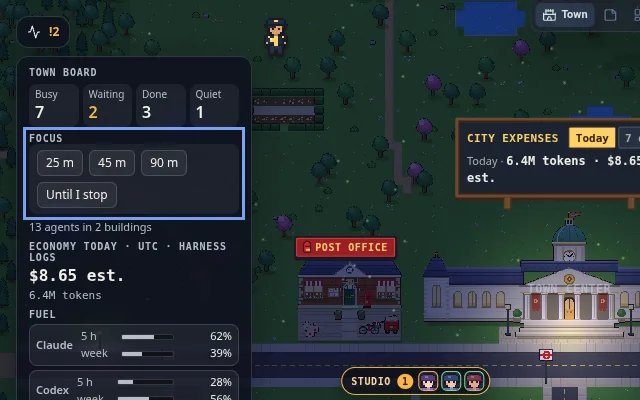 !2
Town
TOWN BOARD
Busy
7
Waiting
2
Done
3
Quiet
1
FOCUS
25 m
45 m
90 m
Until I stop
13 agents in 2 buildings
ECONOMY TODAY · UTC · HARNESS
LOGS
$8.65 est.
6.4M tokens
FUEL
Claude
5 h
62%
week
39%
Codex
5 h
28%
week
56%
CITY EXPENSES
Today
7
Today · 6.4M tokens · $8.65
est.
POST OFFICE
TOWN CENTER
STUDIO 1